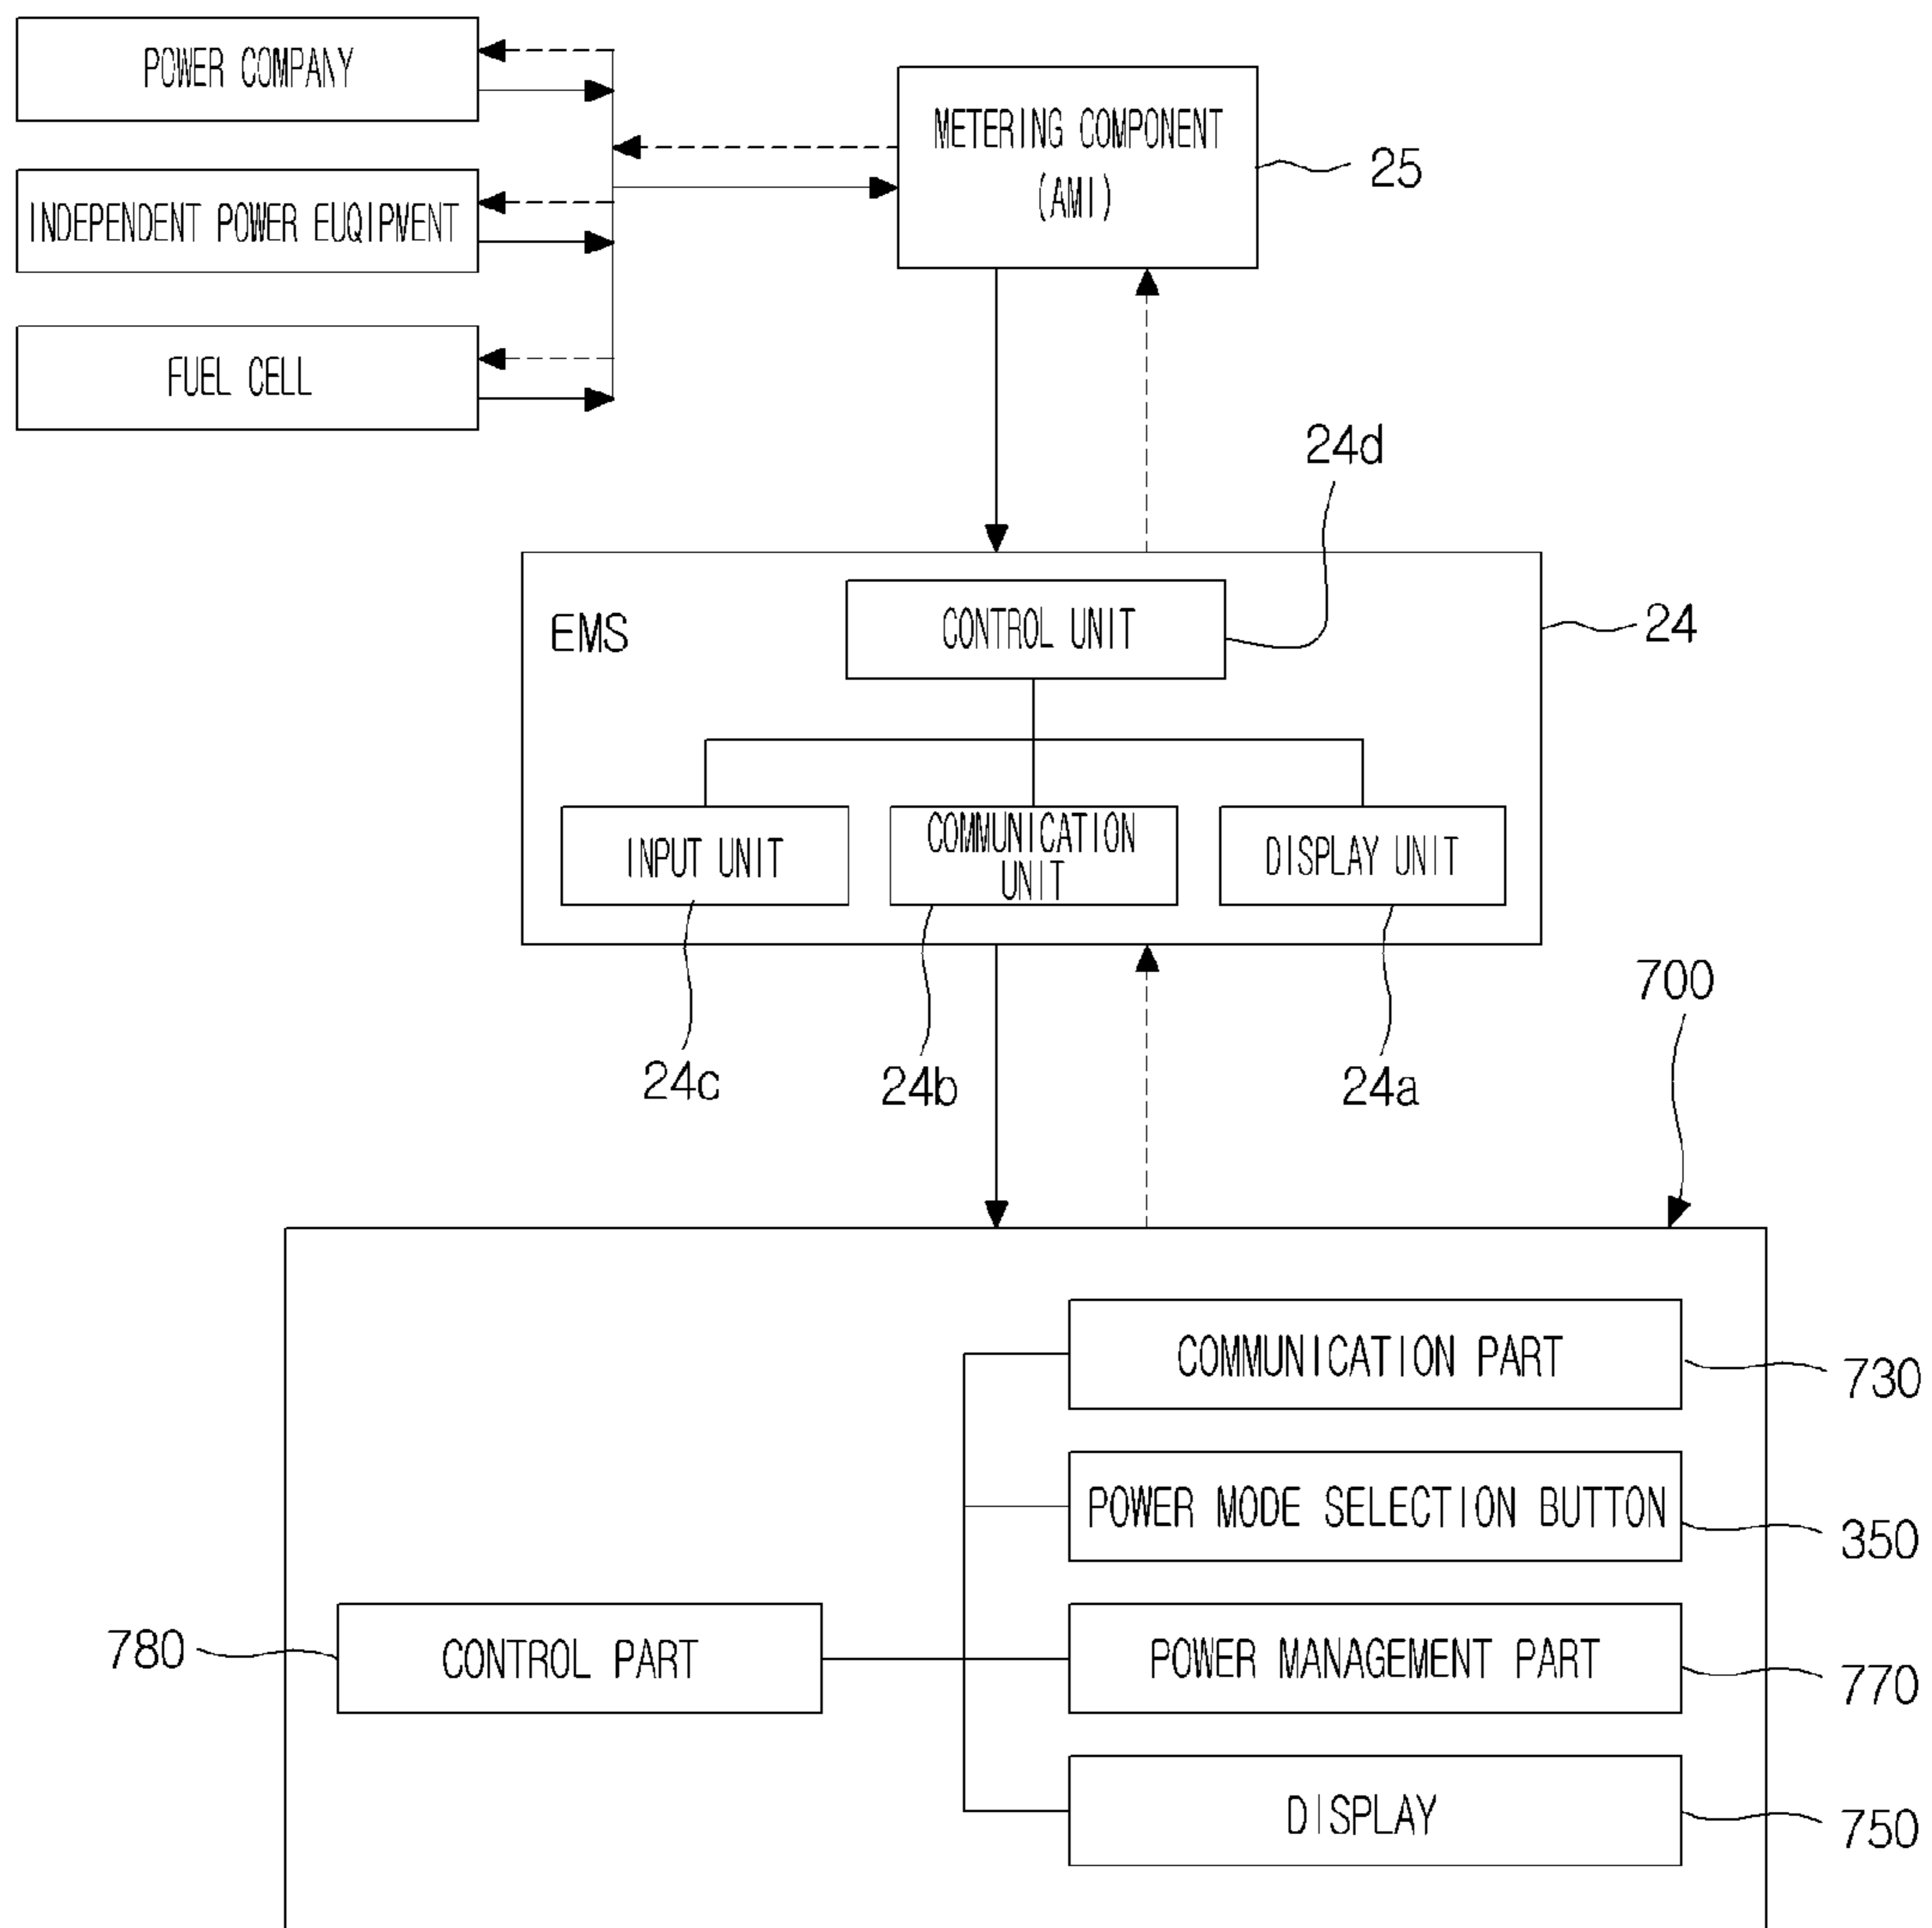 POWER COMPANY
METERING COMPONENT
(AMI)
25
INDEPENDENT POWER EUQIPMENT
FUEL CELL
24d
EMS
CONTROL UNIT
24
INPUT UNIT
COMMUNICATION
UNIT
DISPLAY UNIT
24c
24b
24a
700
COMMUNICATION PART
730
POWER MODE SELECTION BUTTON
350
780
CONTROL PART
POWER MANAGEMENT PART
770
DISPLAY
750